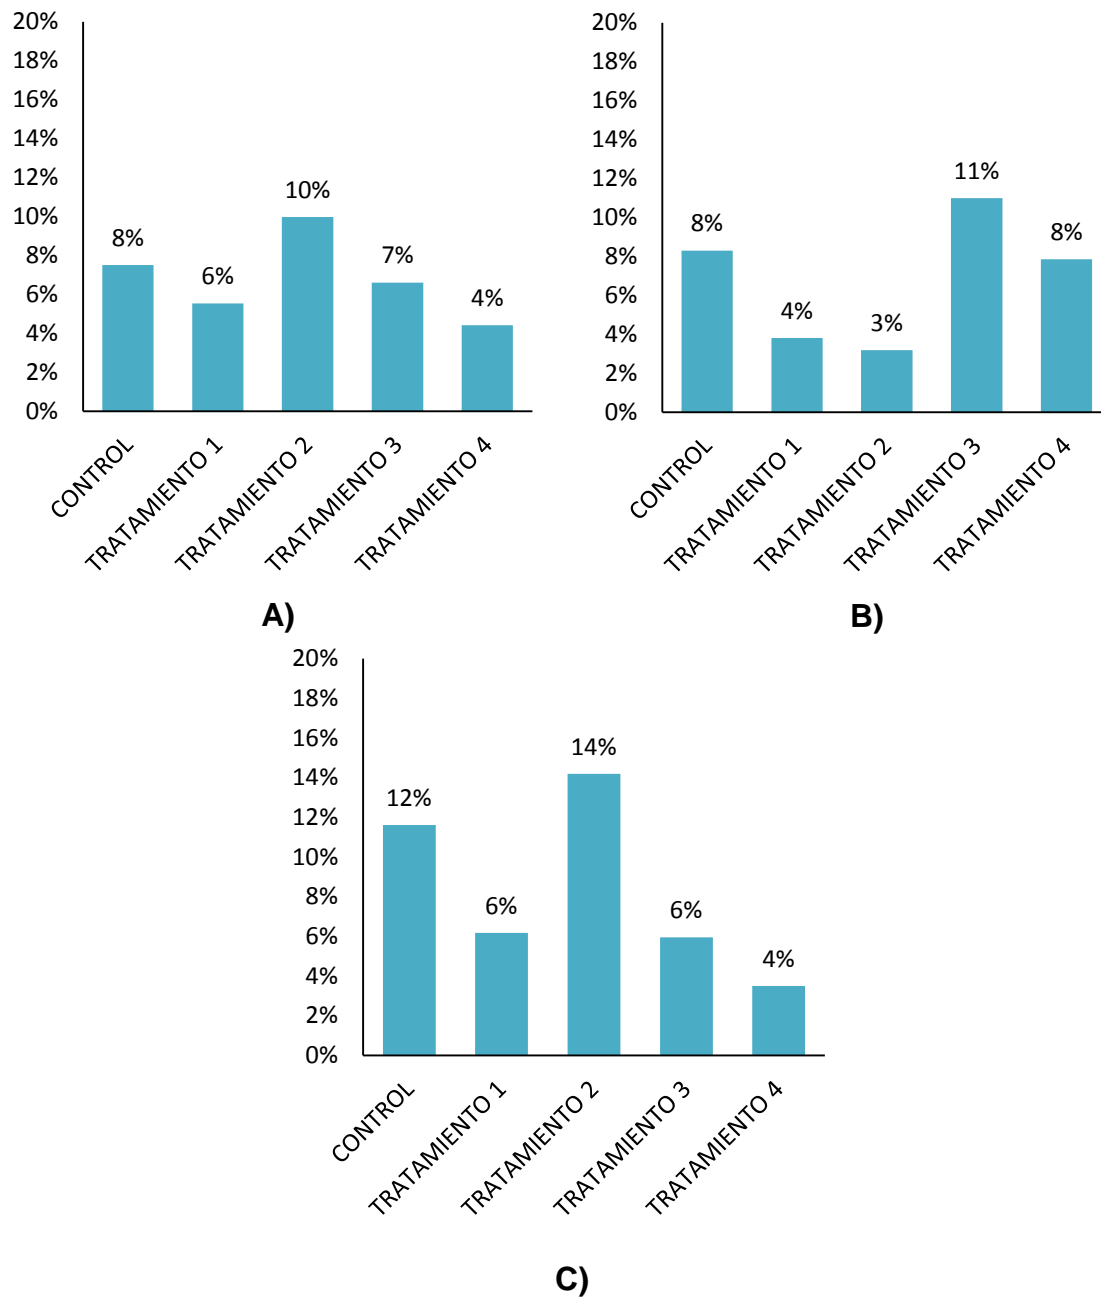 20%
18%
16%
14%
12%
10%
8%
6%
4%
2%
0%
8%
6%
10%
7%
4%
CONTROL
TRATAMIENTO 1
TRATAMIENTO 2
TRATAMIENTO 3
TRATAMIENTO 4
A)
20%
18%
16%
14%
12%
10%
8%
6%
4%
2%
0%
8%
4%
3%
11%
8%
CONTROL
TRATAMIENTO 1
TRATAMIENTO 2
TRATAMIENTO 3
TRATAMIENTO 4
B)
20%
18%
16%
14%
12%
10%
8%
6%
4%
2%
0%
12%
6%
14%
6%
4%
CONTROL
TRATAMIENTO 1
TRATAMIENTO 2
TRATAMIENTO 3
TRATAMIENTO 4
C)